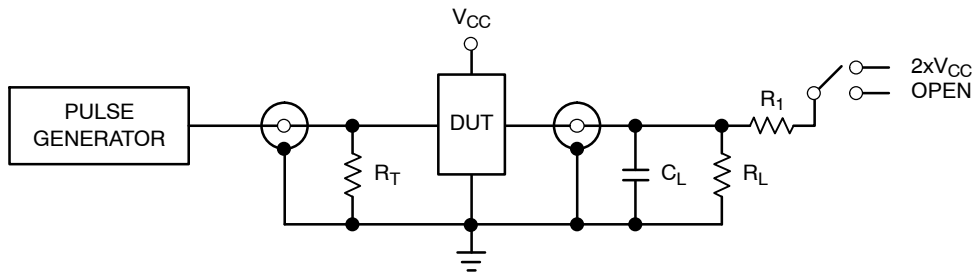 V_CC
2xV_CC
OPEN
R_1
PULSE
GENERATOR
DUT
R_T
C_L
R_L